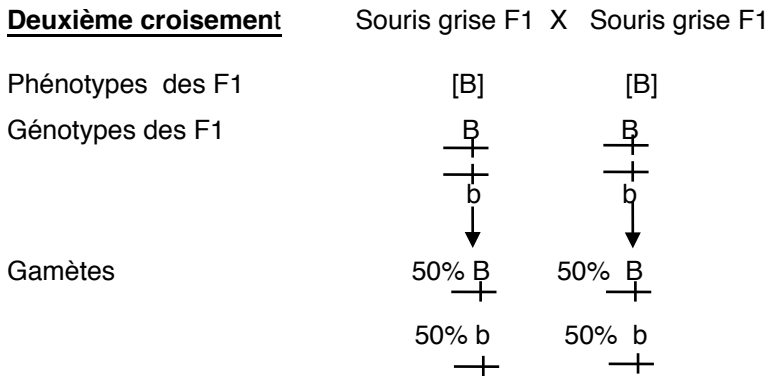 Deuxième croisement Souris grise F1 X Souris grise F1
Phénotypes des F1 [B] [B]
Génotypes des F1 B B
b b
Gamètes 50% B 50% B
50% b 50% b